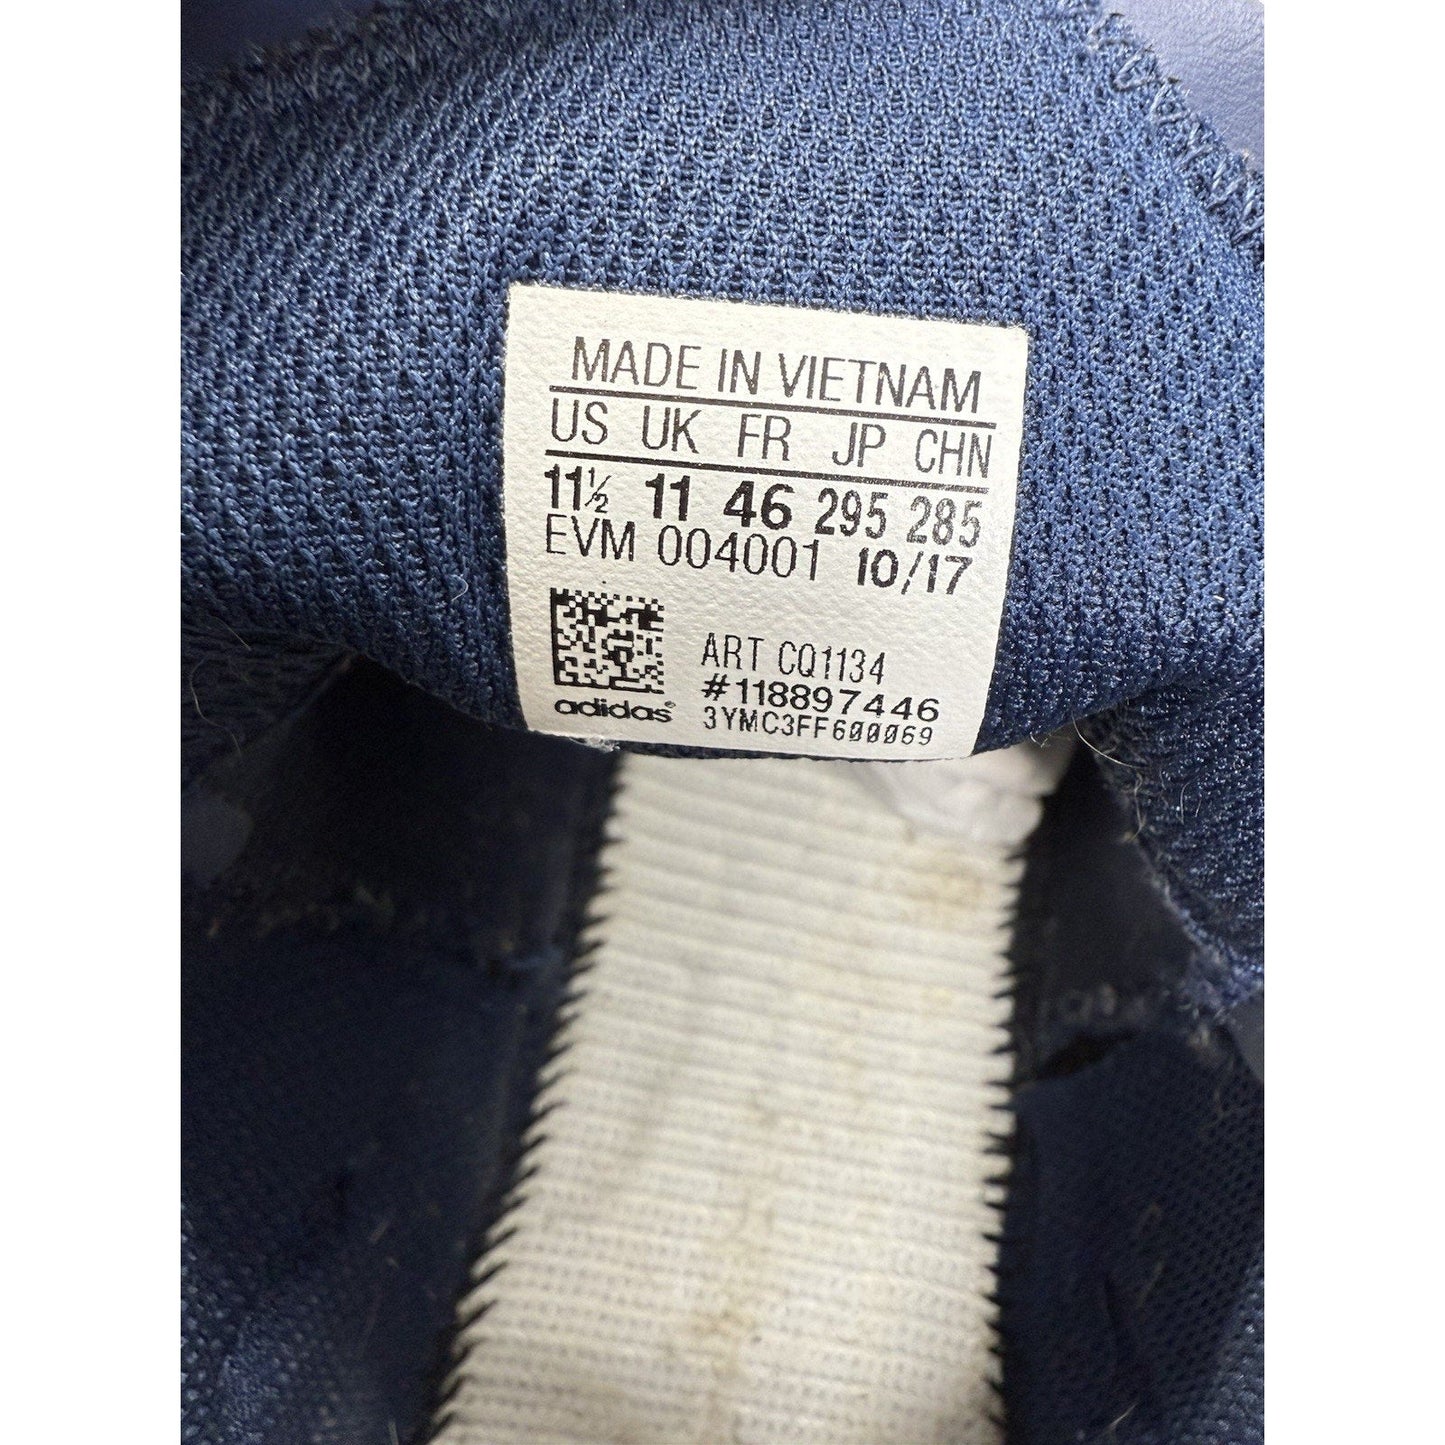 MADE IN VIETNAM
US UK FR JP CHN
11½ 11 46 295 285
EVM 004001 10/17
ART CQ1134
#118897446
adidas
3YMC3FF600069